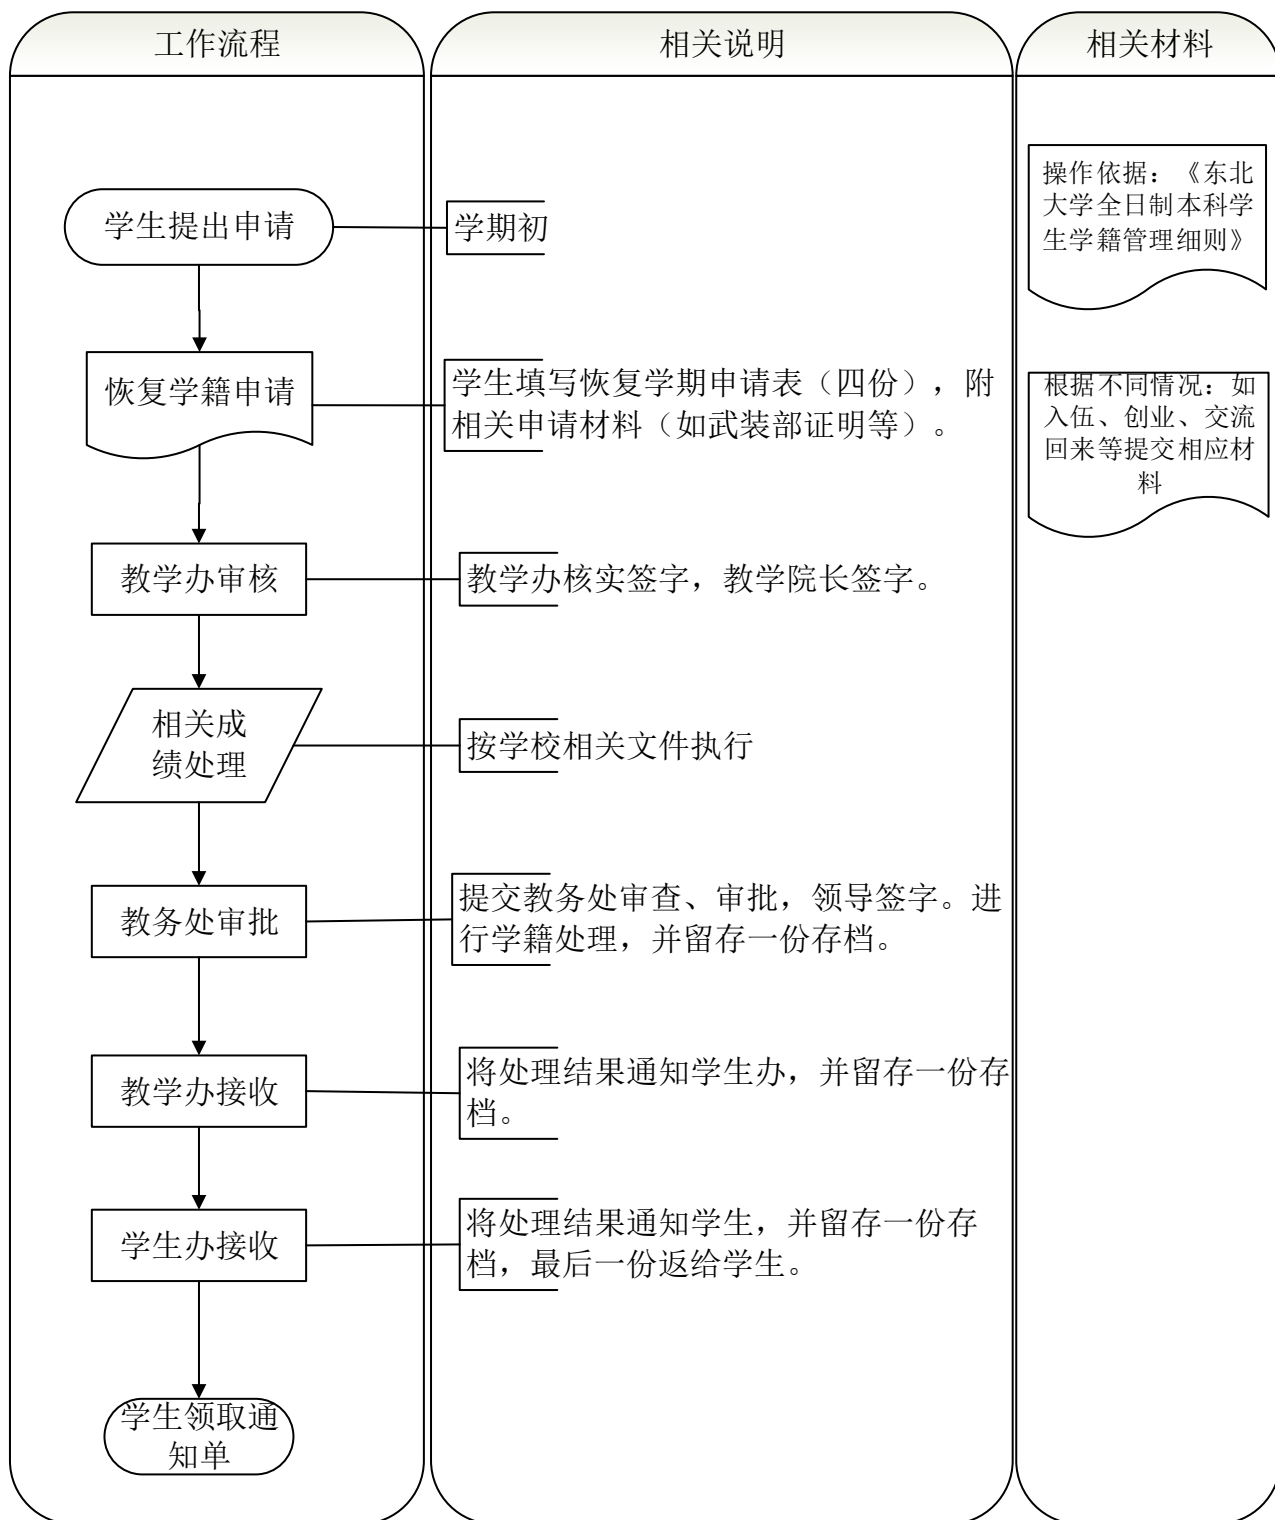 工作流程
相关说明
相关材料
学生提出申请
学期初
操作依据：《东北
大学全日制本科学
生学籍管理细则》
恢复学籍申请
学生填写恢复学期申请表（四份），附
相关申请材料（如武装部证明等）。
根据不同情况：如
入伍、创业、交流
回来等提交相应材
料
教学办审核
教学办核实签字，教学院长签字。
相关成
绩处理
按学校相关文件执行
教务处审批
提交教务处审查、审批，领导签字。进
行学籍处理，并留存一份存档。
教学办接收
将处理结果通知学生办，并留存一份存
档。
学生办接收
将处理结果通知学生，并留存一份存
档，最后一份返给学生。
学生领取通
知单